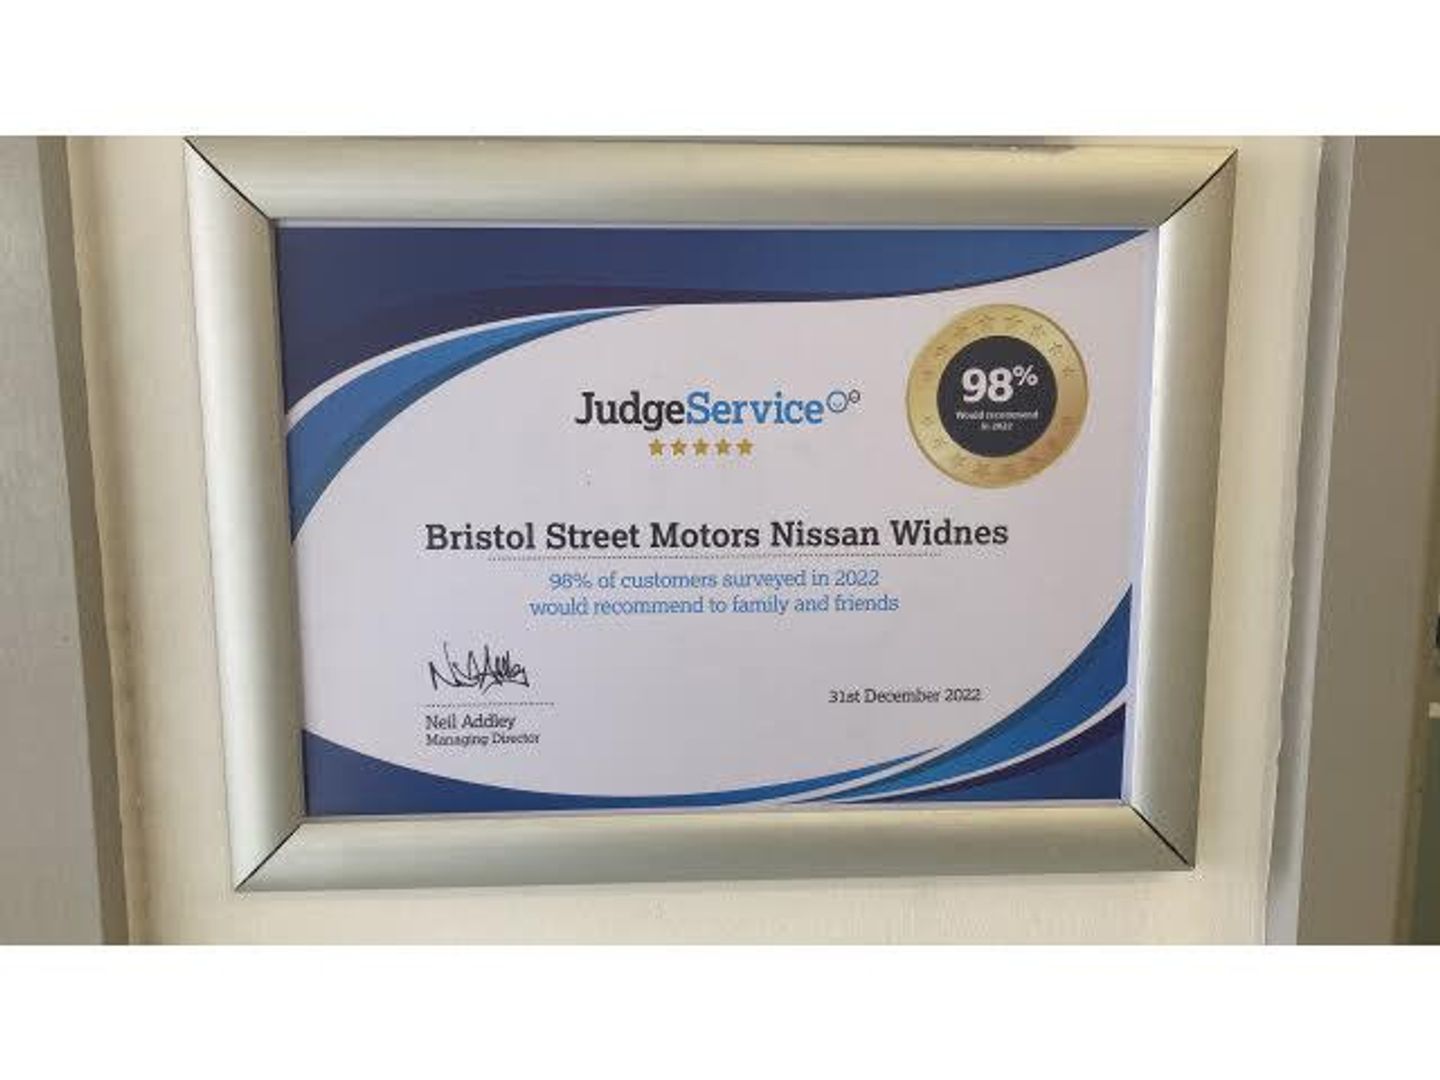 JudgeService
98%
Would recommend
in 2022
Bristol Street Motors Nissan Widnes
98% of customers surveyed in 2022
would recommend to family and friends
Neil Addley
Managing Director
31st December 2022